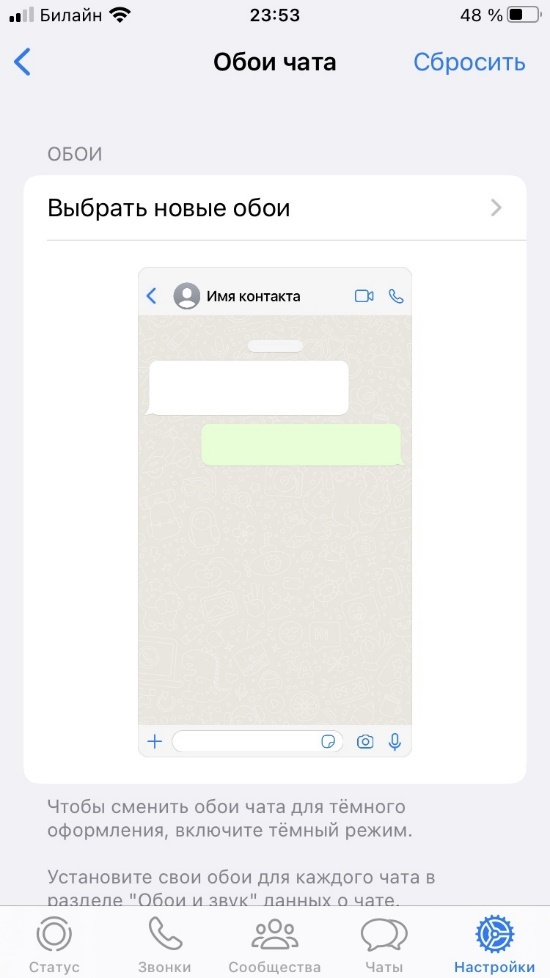 Билайн 23:53 48 %
Обои чата Сбросить
ОБОИ
Выбрать новые обои
Имя контакта
Чтобы сменить обои чата для тёмного
оформления, включите тёмный режим.
Установите свои обои для каждого чата в
разделе "Обои и звук" данных о чате.
Статус Звонки Сообщества Чаты Настройки